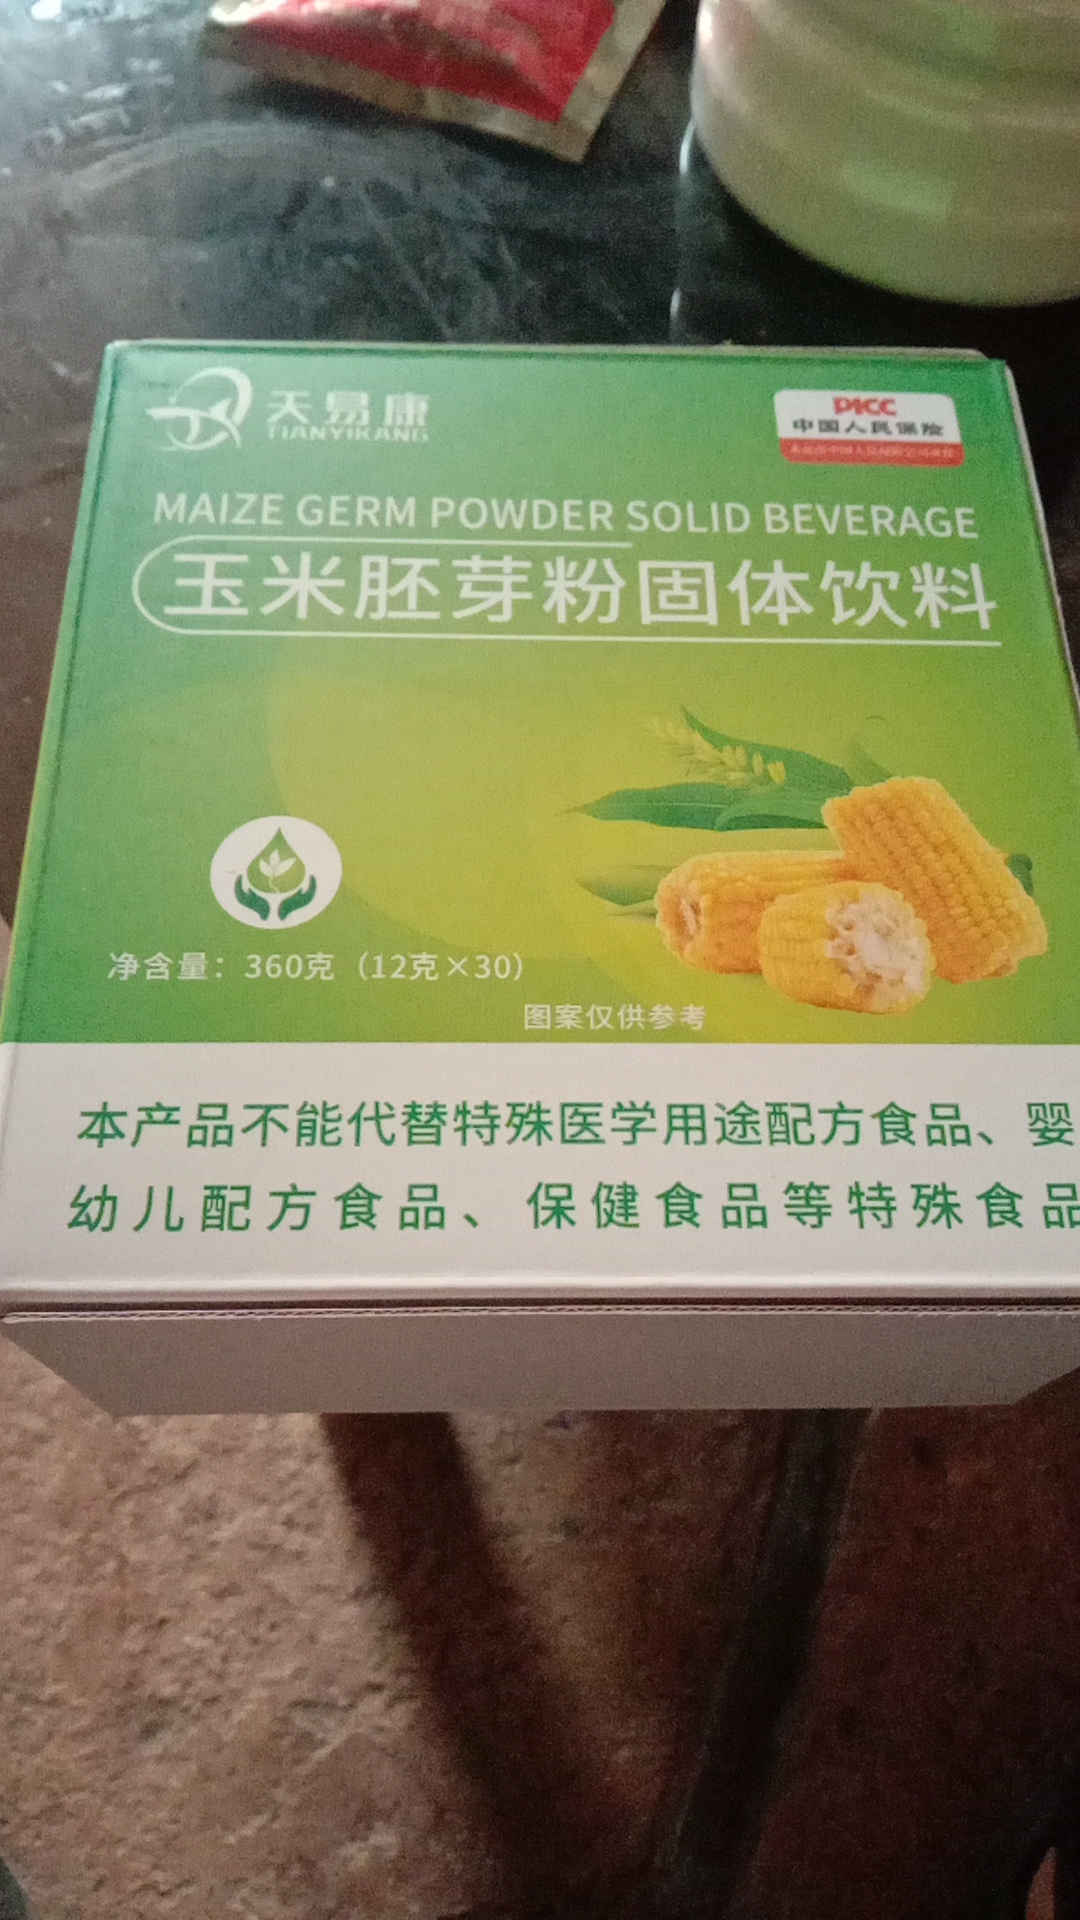 天易康
TIANYIKANG
PICC
中国人民保险
MAIZE GERM POWDER SOLID BEVERAGE
玉米胚芽粉固体饮料
净含量：360克（12克×30）
图案仅供参考
本产品不能代替特殊医学用途配方食品、婴
幼儿配方食品、保健食品等特殊食品